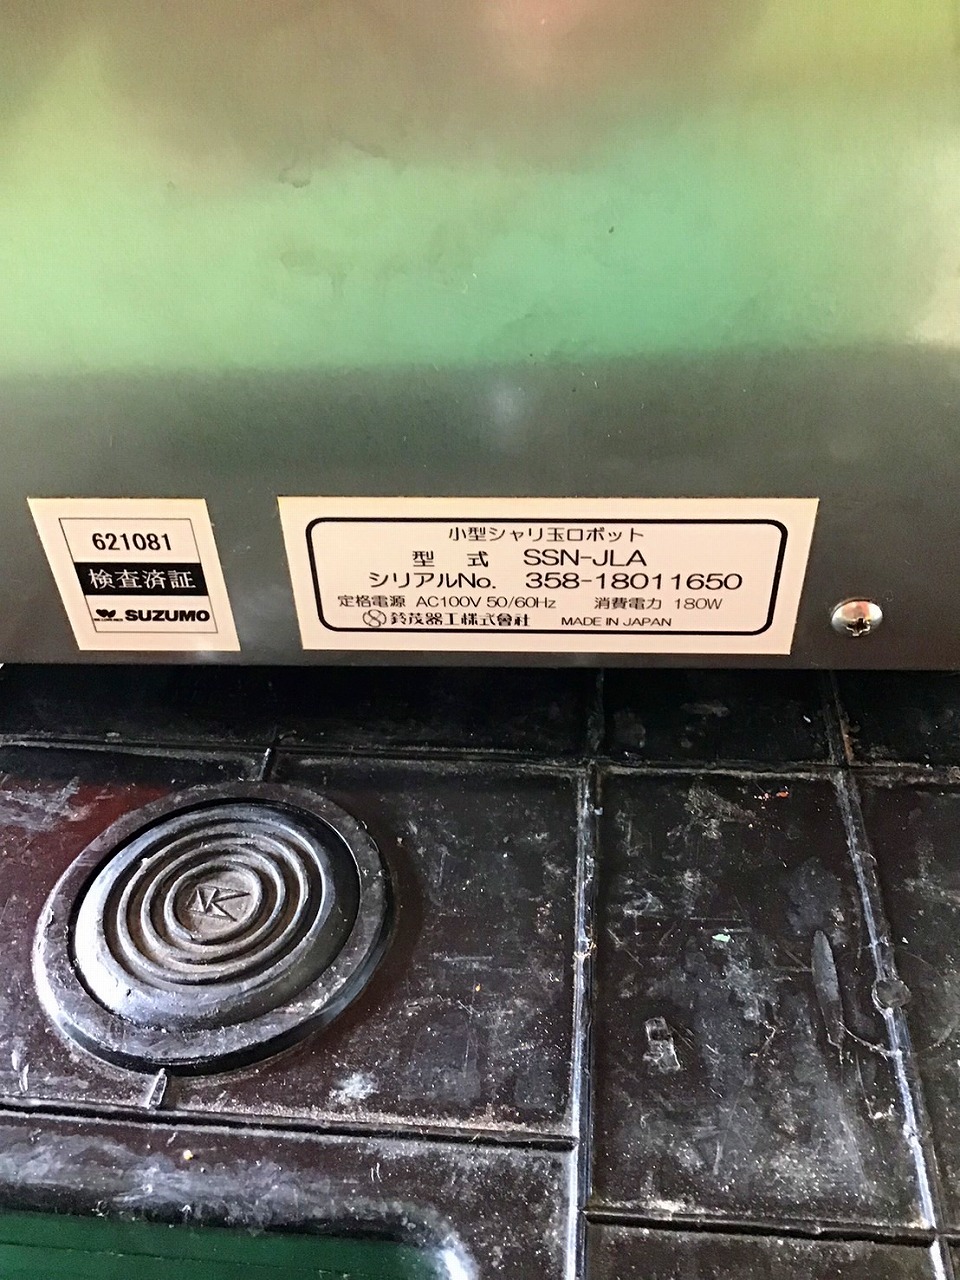 621081
検査済証
SUZUMO
小型シャリ玉ロボット
型 式 SSN-JLA
シリアルNo. 358-18011650
定格電源 AC100V 50/60Hz 消費電力 180W
鈴茂器工株式會社 MADE IN JAPAN